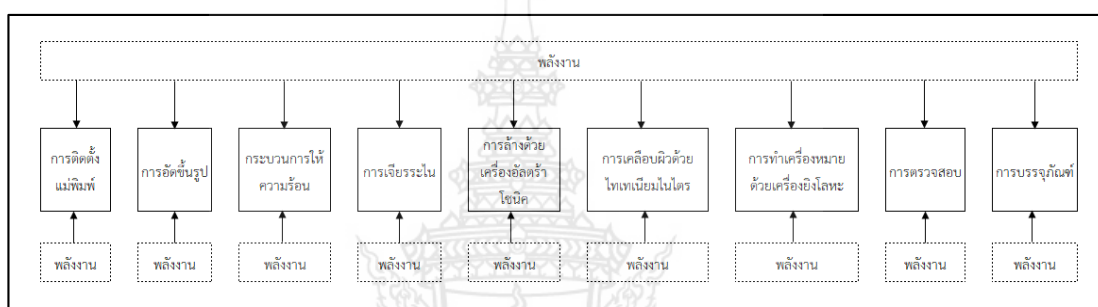 พลังงาน
การติดตั้ง
แม่พิมพ์
การอัดขึ้นรูป
กระบวนการให้
ความร้อน
การเจียรระไน
การล้างด้วย
เครื่องอัลตร้า
โซนิค
การเคลือบผิวด้วย
ไทเทเนียมไนไตร
การทำเครื่องหมาย
ด้วยเครื่องยิงโลหะ
การตรวจสอบ
การบรรจุภัณฑ์
พลังงาน
พลังงาน
พลังงาน
พลังงาน
พลังงาน
พลังงาน
พลังงาน
พลังงาน
พลังงาน